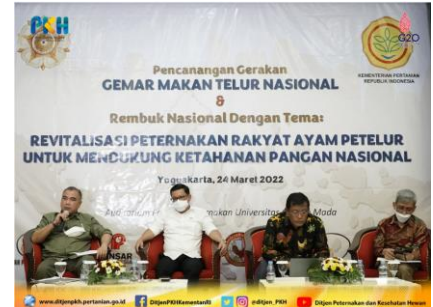 PKH
G20
KEMENTERIAN PERTANIAN
REPUBLIK INDONESIA
Pencanangan Gerakan
GEMAR MAKAN TELUR NASIONAL
&
Rembuk Nasional Dengan Tema:
REVITALISASI PETERNAKAN RAKYAT AYAM PETELUR
UNTUK MENDUKUNG KETAHANAN PANGAN NASIONAL
Yogyakarta, 24 Maret 2022
Universitas Mada
www.ditjenpkh.pertanian.go.id DitjenPKHKementanRI @ditjen_PKH Ditjen Peternakan dan Kesehatan Hewan